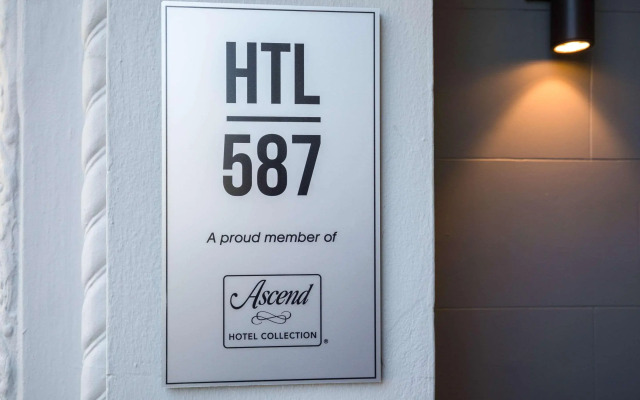 HTL
587
A proud member of
Ascend
HOTEL COLLECTION®